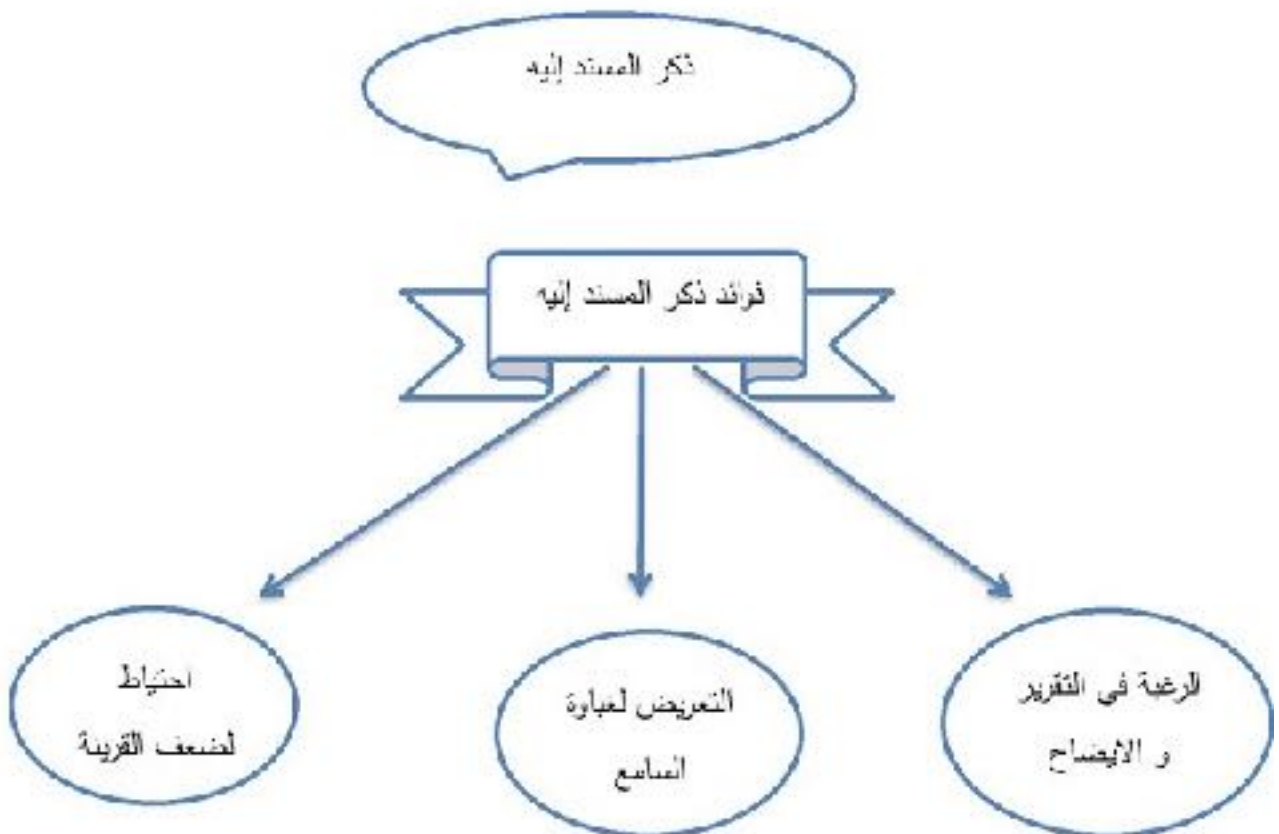 ذكر المسند إليه
فوائد ذكر المسند إليه
الرغبة في التقرير
و الايضاح
التعريض لغباوة
السامع
احتياط
لضعف القرينة